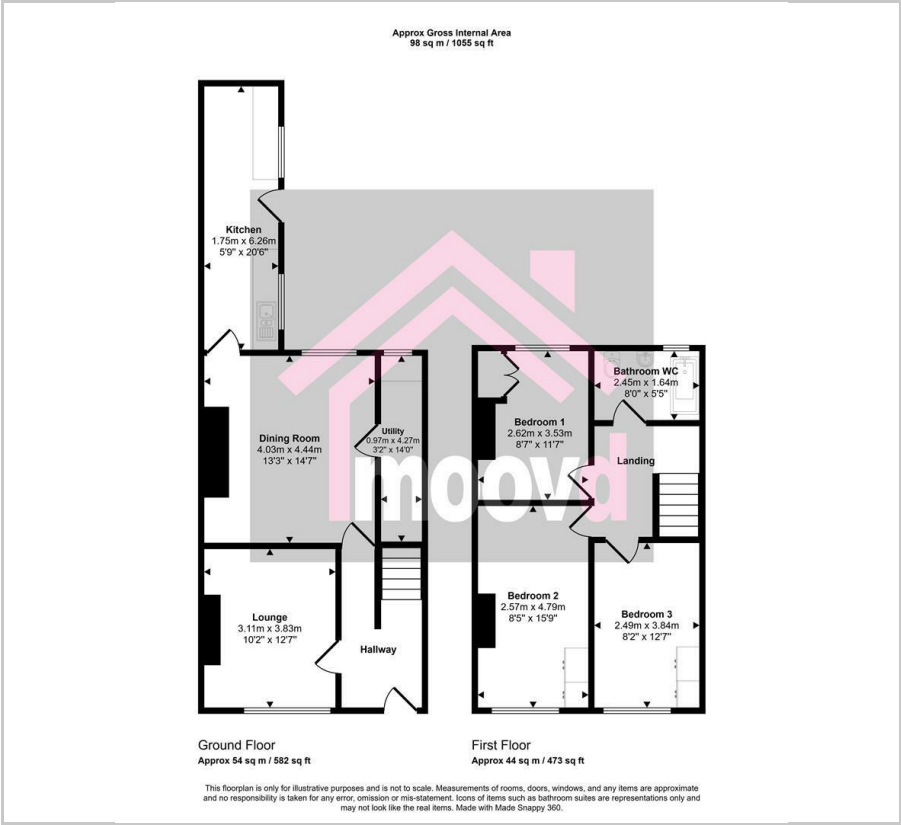 Approx Gross Internal Area
98 sq m / 1055 sq ft
Kitchen
1.75m x 6.26m
5'9" x 20'6"
Dining Room
4.03m x 4.44m
13'3" x 14'7"
Utility
0.97m x 4.27m
3'2" x 14'0"
Lounge
3.11m x 3.83m
10'2" x 12'7"
Hallway
Bedroom 1
2.62m x 3.53m
8'7" x 11'7"
Bathroom WC
2.45m x 1.64m
8'0" x 5'5"
Landing
Bedroom 2
2.57m x 4.79m
8'5" x 15'9"
Bedroom 3
2.49m x 3.84m
8'2" x 12'7"
moovd
Ground Floor
Approx 54 sq m / 582 sq ft
First Floor
Approx 44 sq m / 473 sq ft
This floorplan is only for illustrative purposes and is not to scale. Measurements of rooms, doors, windows, and any items are approximate
and no responsibility is taken for any error, omission or mis-statement. Icons of items such as bathroom suites are representations only and
may not look like the real items. Made with Made Snappy 360.